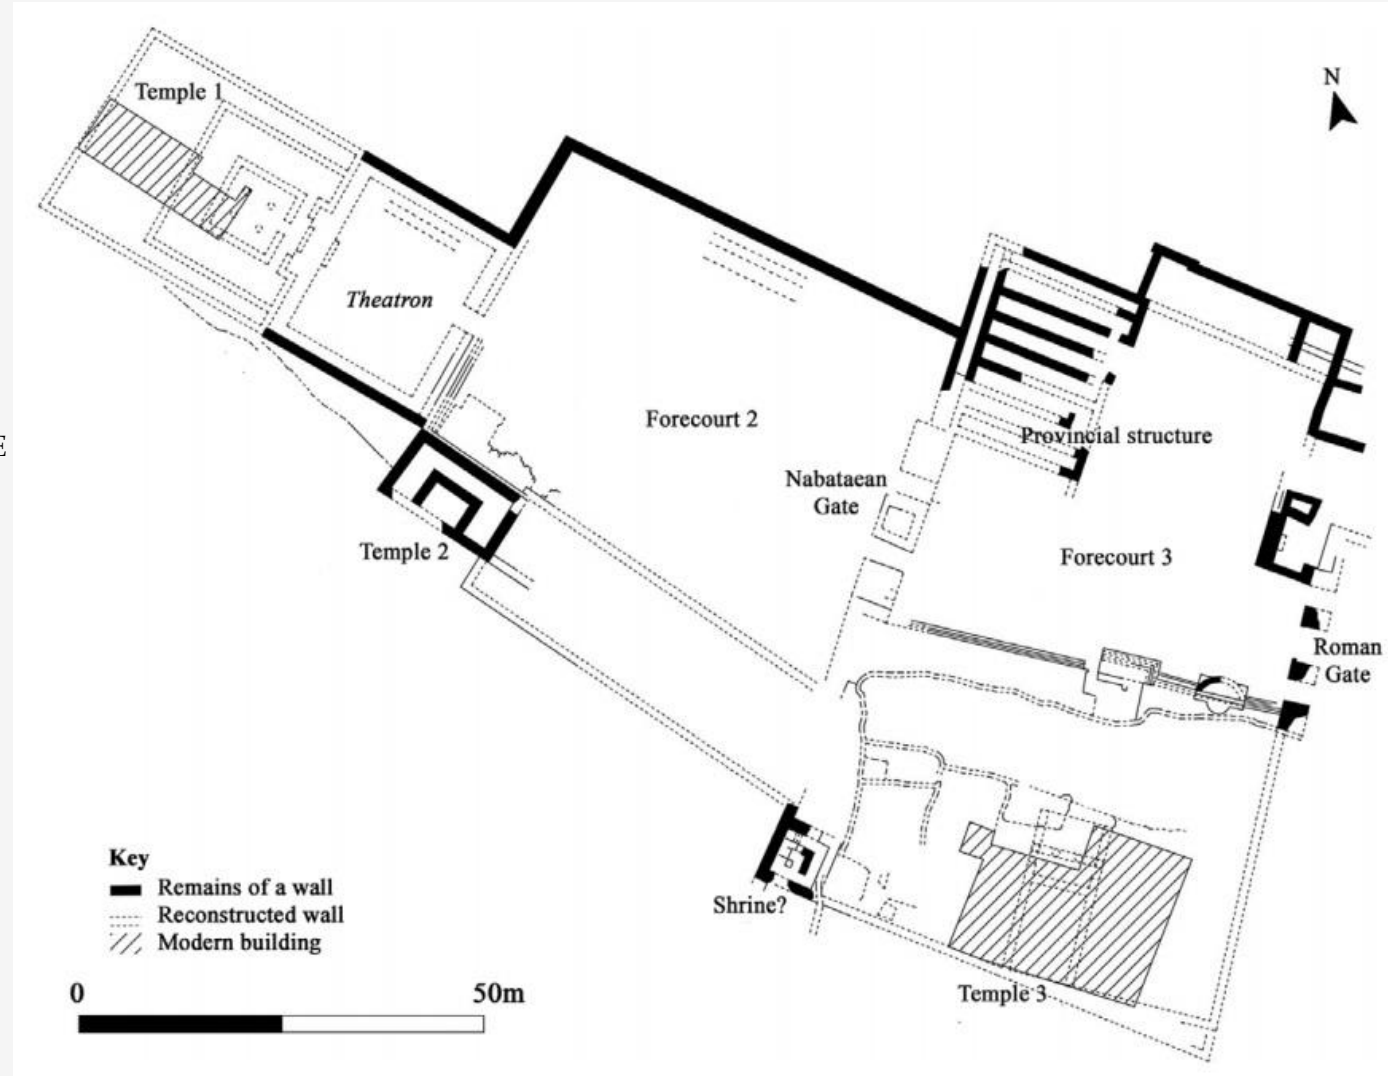 N
Temple 1
Theatron
Forecourt 2
Provincial structure
E
Nabataean
Gate
Temple 2
Forecourt 3
Roman
Gate
Key
Remains of a wall
Reconstructed wall
Modern building
Shrine?
Temple 3
0 50m